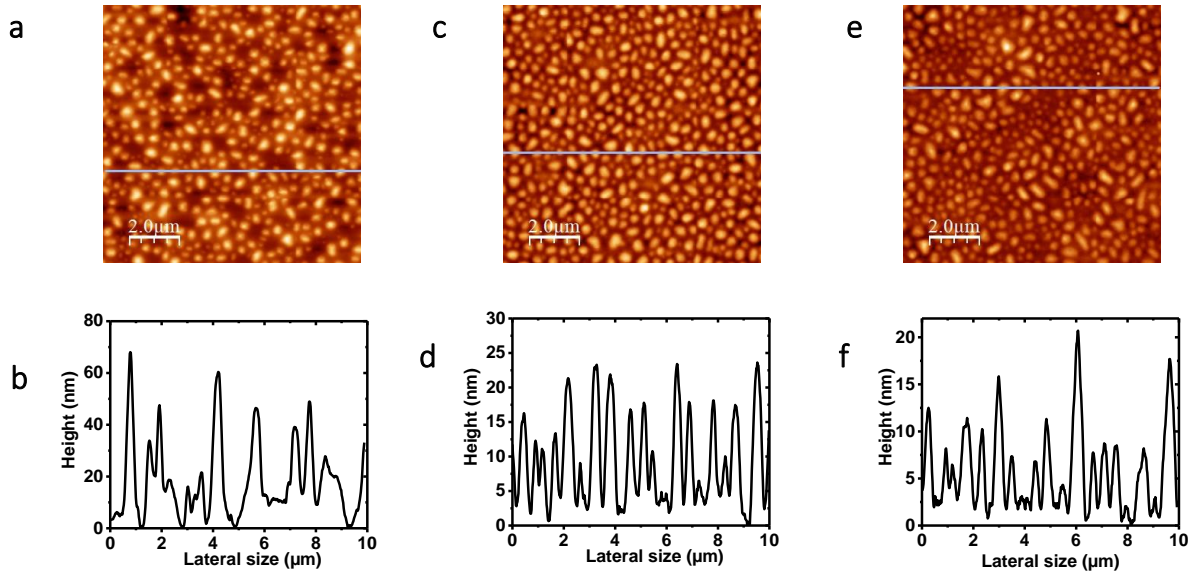 a
c
e
2.0μm
2.0μm
2.0μm
b
d
f
80
60
40
20
0
Height (nm)
0 2 4 6 8 10
Lateral size (μm)
30
25
20
15
10
5
0
Height (nm)
0 2 4 6 8 10
Lateral size (μm)
20
15
10
5
0
Height (nm)
0 2 4 6 8 10
Lateral size (μm)